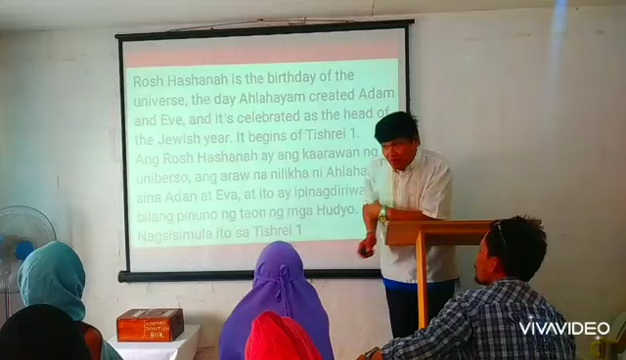 Rosh Hashanah is the birthday of the
universe, the day Ahlahayam created Adam
and Eve, and it's celebrated as the head of
the Jewish year. It begins of Tishrei 1.
Ang Rosh Hashanah ay ang kaarawan ng
uniberso, ang araw na nilikha ni
sina Adan at Eva, at ito ay
bilang pinuno ng taon ng mga Hudyo.
Nagsisimula ito sa Tishrei 1
BOX
VIVAVIDEO